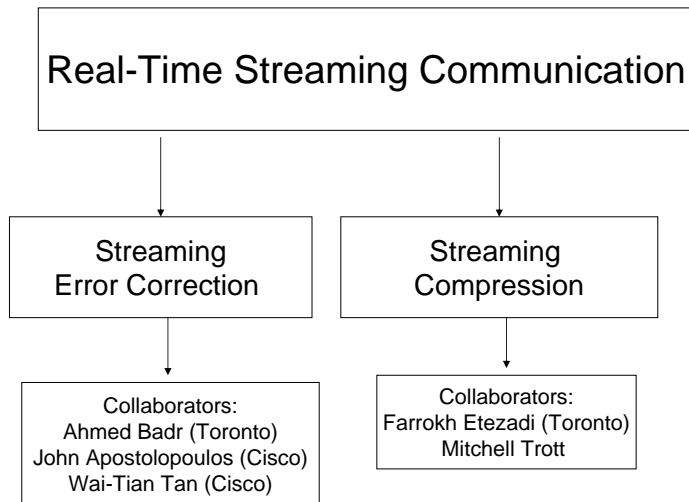 Real-Time Streaming Communication
Streaming
Error Correction
Streaming
Compression
Collaborators:
Ahmed Badr (Toronto)
John Apostolopoulos (Cisco)
Wai-Tian Tan (Cisco)
Collaborators:
Farrokh Etezadi (Toronto)
Mitchell Trott